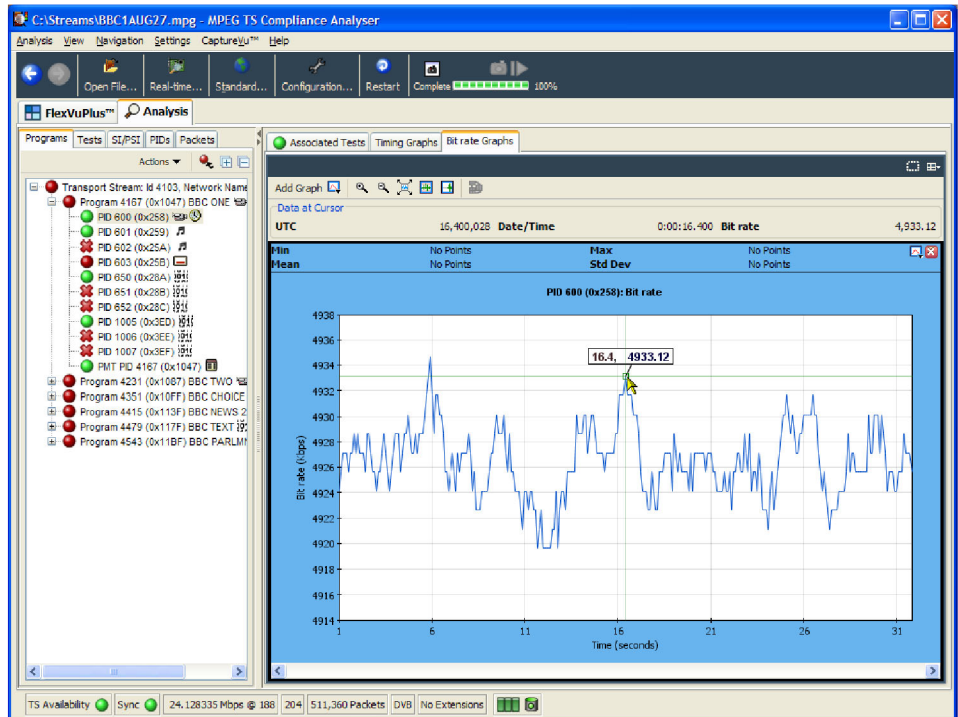 C:\Streams\BBC1AUG27.mpg - MPEG TS Compliance Analyser
Analysis View Navigation Settings CaptureVu™ Help
Open File... Real-time... Standard... Configuration... Restart Complete 100%
FlexVuPlus™ Analysis
Programs Tests SI/PSI PIDs Packets
Actions
Transport Stream: Id 4103, Network Name
Program 4167 (0x1047) BBC ONE
PID 600 (0x258)
PID 601 (0x259)
PID 602 (0x25A)
PID 603 (0x25B)
PID 650 (0x28A)
PID 651 (0x28B)
PID 652 (0x28C)
PID 1005 (0x3ED)
PID 1006 (0x3EE)
PID 1007 (0x3EF)
PMT PID 4167 (0x1047)
Program 4231 (0x1087) BBC TWO
Program 4351 (0x10FF) BBC CHOICE
Program 4415 (0x113F) BBC NEWS 2
Program 4479 (0x117F) BBC TEXT
Program 4543 (0x11BF) BBC PARLM
Associated Tests Timing Graphs Bit rate Graphs
Add Graph
Data at Cursor
UTC 16,400,028 Date/Time 0:00:16.400 Bit rate 4,933.12
Min No Points Max No Points
Mean No Points Std Dev No Points
PID 600 (0x258): Bit rate
4938
4936
4934
4932
4930
4928
4926
4924
4922
4920
4918
4916
4914
Bit rate (kbps)
16.4, 4933.12
1 6 11 16 21 26 31
Time (seconds)
TS Availability Sync 24.128335 Mbps @ 188 204 511,360 Packets DVB No Extensions